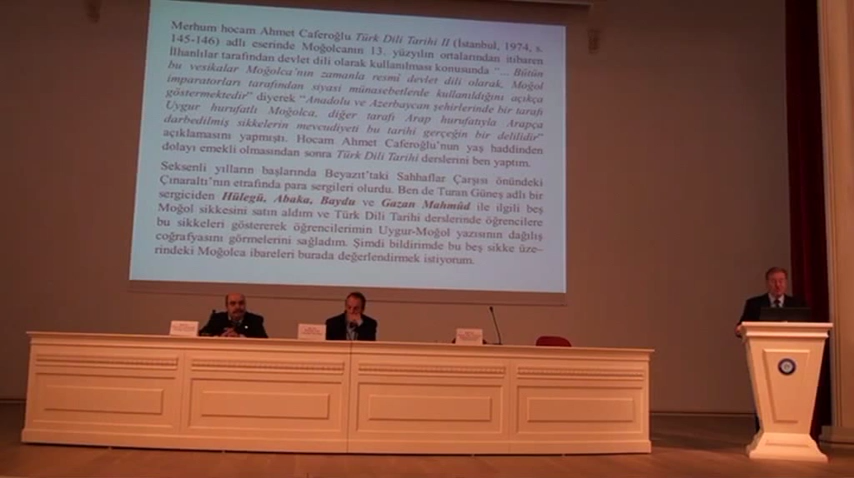 Merhum hocam Ahmet Caferoğlu Türk Dili Tarihi II (İstanbul, 1974, s.
145-146) adlı eserinde Moğolcanın 13. yüzyılın ortalarından itibaren
İlhanlılar tarafından devlet dili olarak kullanılması konusunda "... Bütün
bu vesikalar Moğolca'nın zamanla resmî devlet dili olarak, Moğol
imparatorları tarafından siyasi münasebetlerde kullanıldığını açıkça
göstermektedir" diyerek "Anadolu ve Azerbaycan şehirlerinde bir tarafı
Uygur hurufatlı Moğolca, diğer tarafı Arap hurufatıyla Arapça
darbedilmiş sikkelerin mevcudiyeti bu tarihi gerçeğin bir delilidir"
açıklamasını yapmıştı. Hocam Ahmet Caferoğlu'nun yaş haddinden
dolayı emekli olmasından sonra Türk Dili Tarihi derslerini ben yaptım.
Seksenli yılların başlarında Beyazıt'taki Sahhaflar Çarşısı önündeki
Çınaraltı'nın etrafında para sergileri olurdu. Ben de Turan Güneş adlı bir
sergiciden Hülegü, Abaka, Baydu ve Gazan Mahmûd ile ilgili beş
Moğol sikkesini satın aldım ve Türk Dili Tarihi derslerinde öğrencilere
bu sikkeleri göstererek öğrencilerimin Uygur-Moğol yazısının dağılış
coğrafyasını görmelerini sağladım. Şimdi bildirimde bu beş sikke üze-
rindeki Moğolca ibareleri burada değerlendirmek istiyorum.